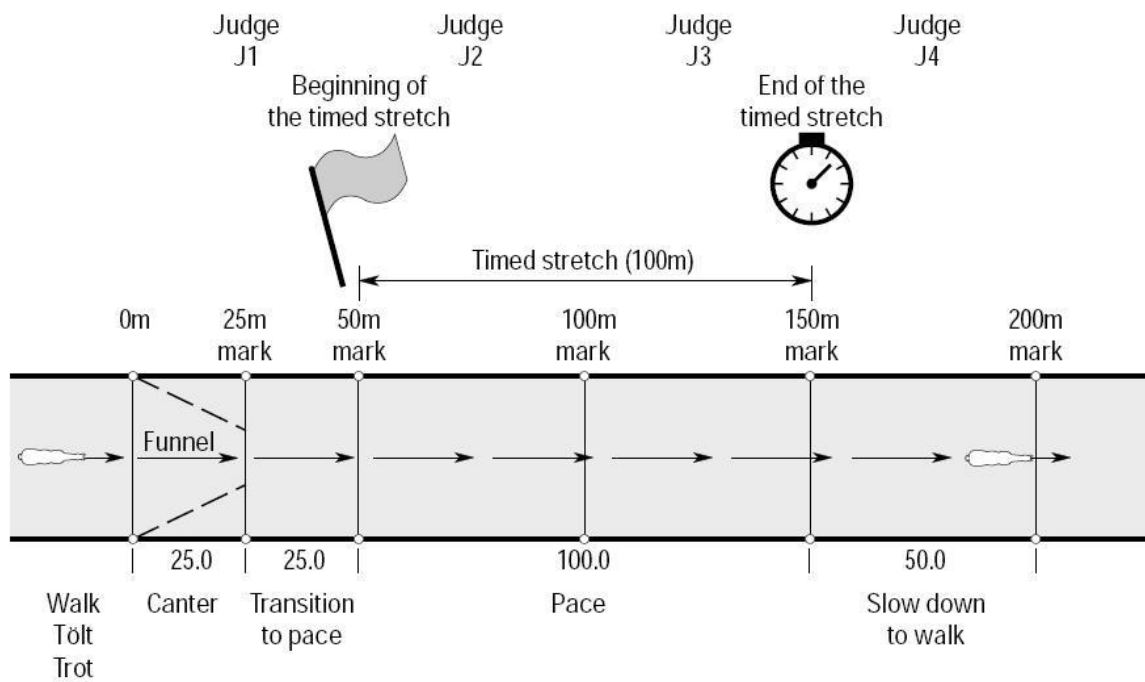 Judge
J1
Judge
J2
Judge
J3
Judge
J4
Beginning of
the timed stretch
End of the
timed stretch
Timed stretch (100m)
0m
25m
mark
50m
mark
100m
mark
150m
mark
200m
mark
Funnel
25.0
25.0
100.0
50.0
Walk
Tölt
Trot
Canter
Transition
to pace
Pace
Slow down
to walk